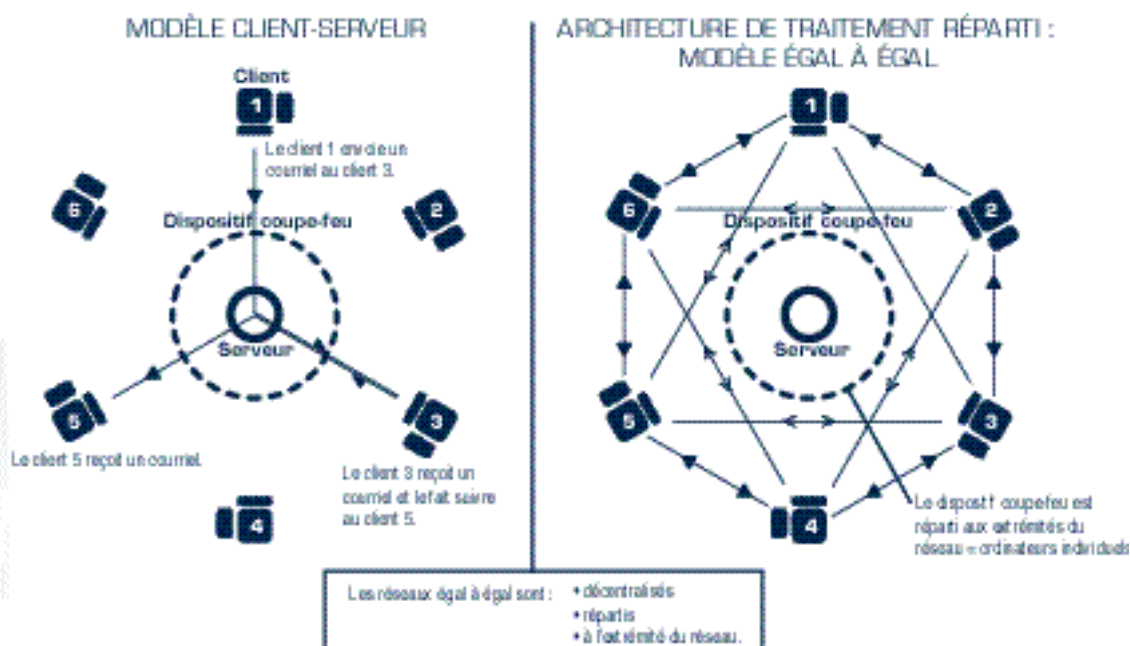 MODÈLE CLIENT-SERVEUR
Client
1
Le client 1 envoie un
courriel au client 3.
6
2
Dispositif coupe-feu
Serveur
5
3
Le client 5 reçoit un courriel.
Le client 3 reçoit un
courriel et le fait suivre
au client 5.
4
ARCHITECTURE DE TRAITEMENT RÉPARTI :
MODÈLE ÉGAL À ÉGAL
1
6
2
Dispositif coupe-feu
Serveur
5
3
4
Le dispositif coupe-feu est
réparti aux extrémités du
réseau = ordinateurs individuels
Les réseaux égal à égal sont :
• décentralisés
• répartis
• à l'extrémité du réseau.